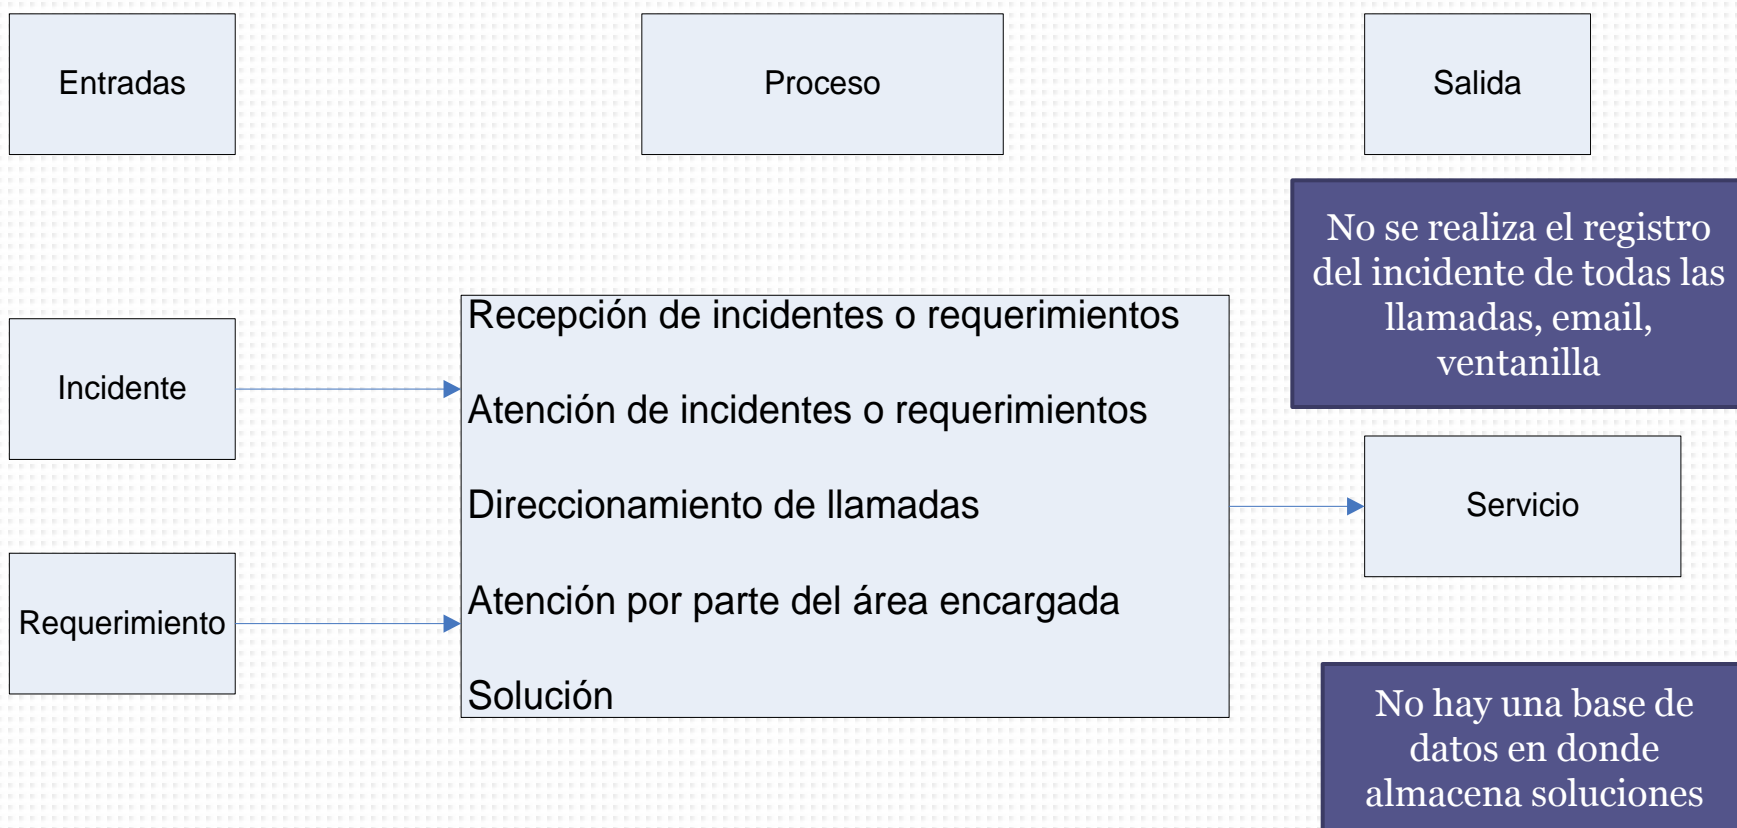 Entradas
Proceso
Salida
No se realiza el registro
del incidente de todas las
llamadas, email,
ventanilla
Incidente
Requerimiento
Recepción de incidentes o requerimientos
Atención de incidentes o requerimientos
Direccionamiento de llamadas
Atención por parte del área encargada
Solución
Servicio
No hay una base de
datos en donde
almacena soluciones